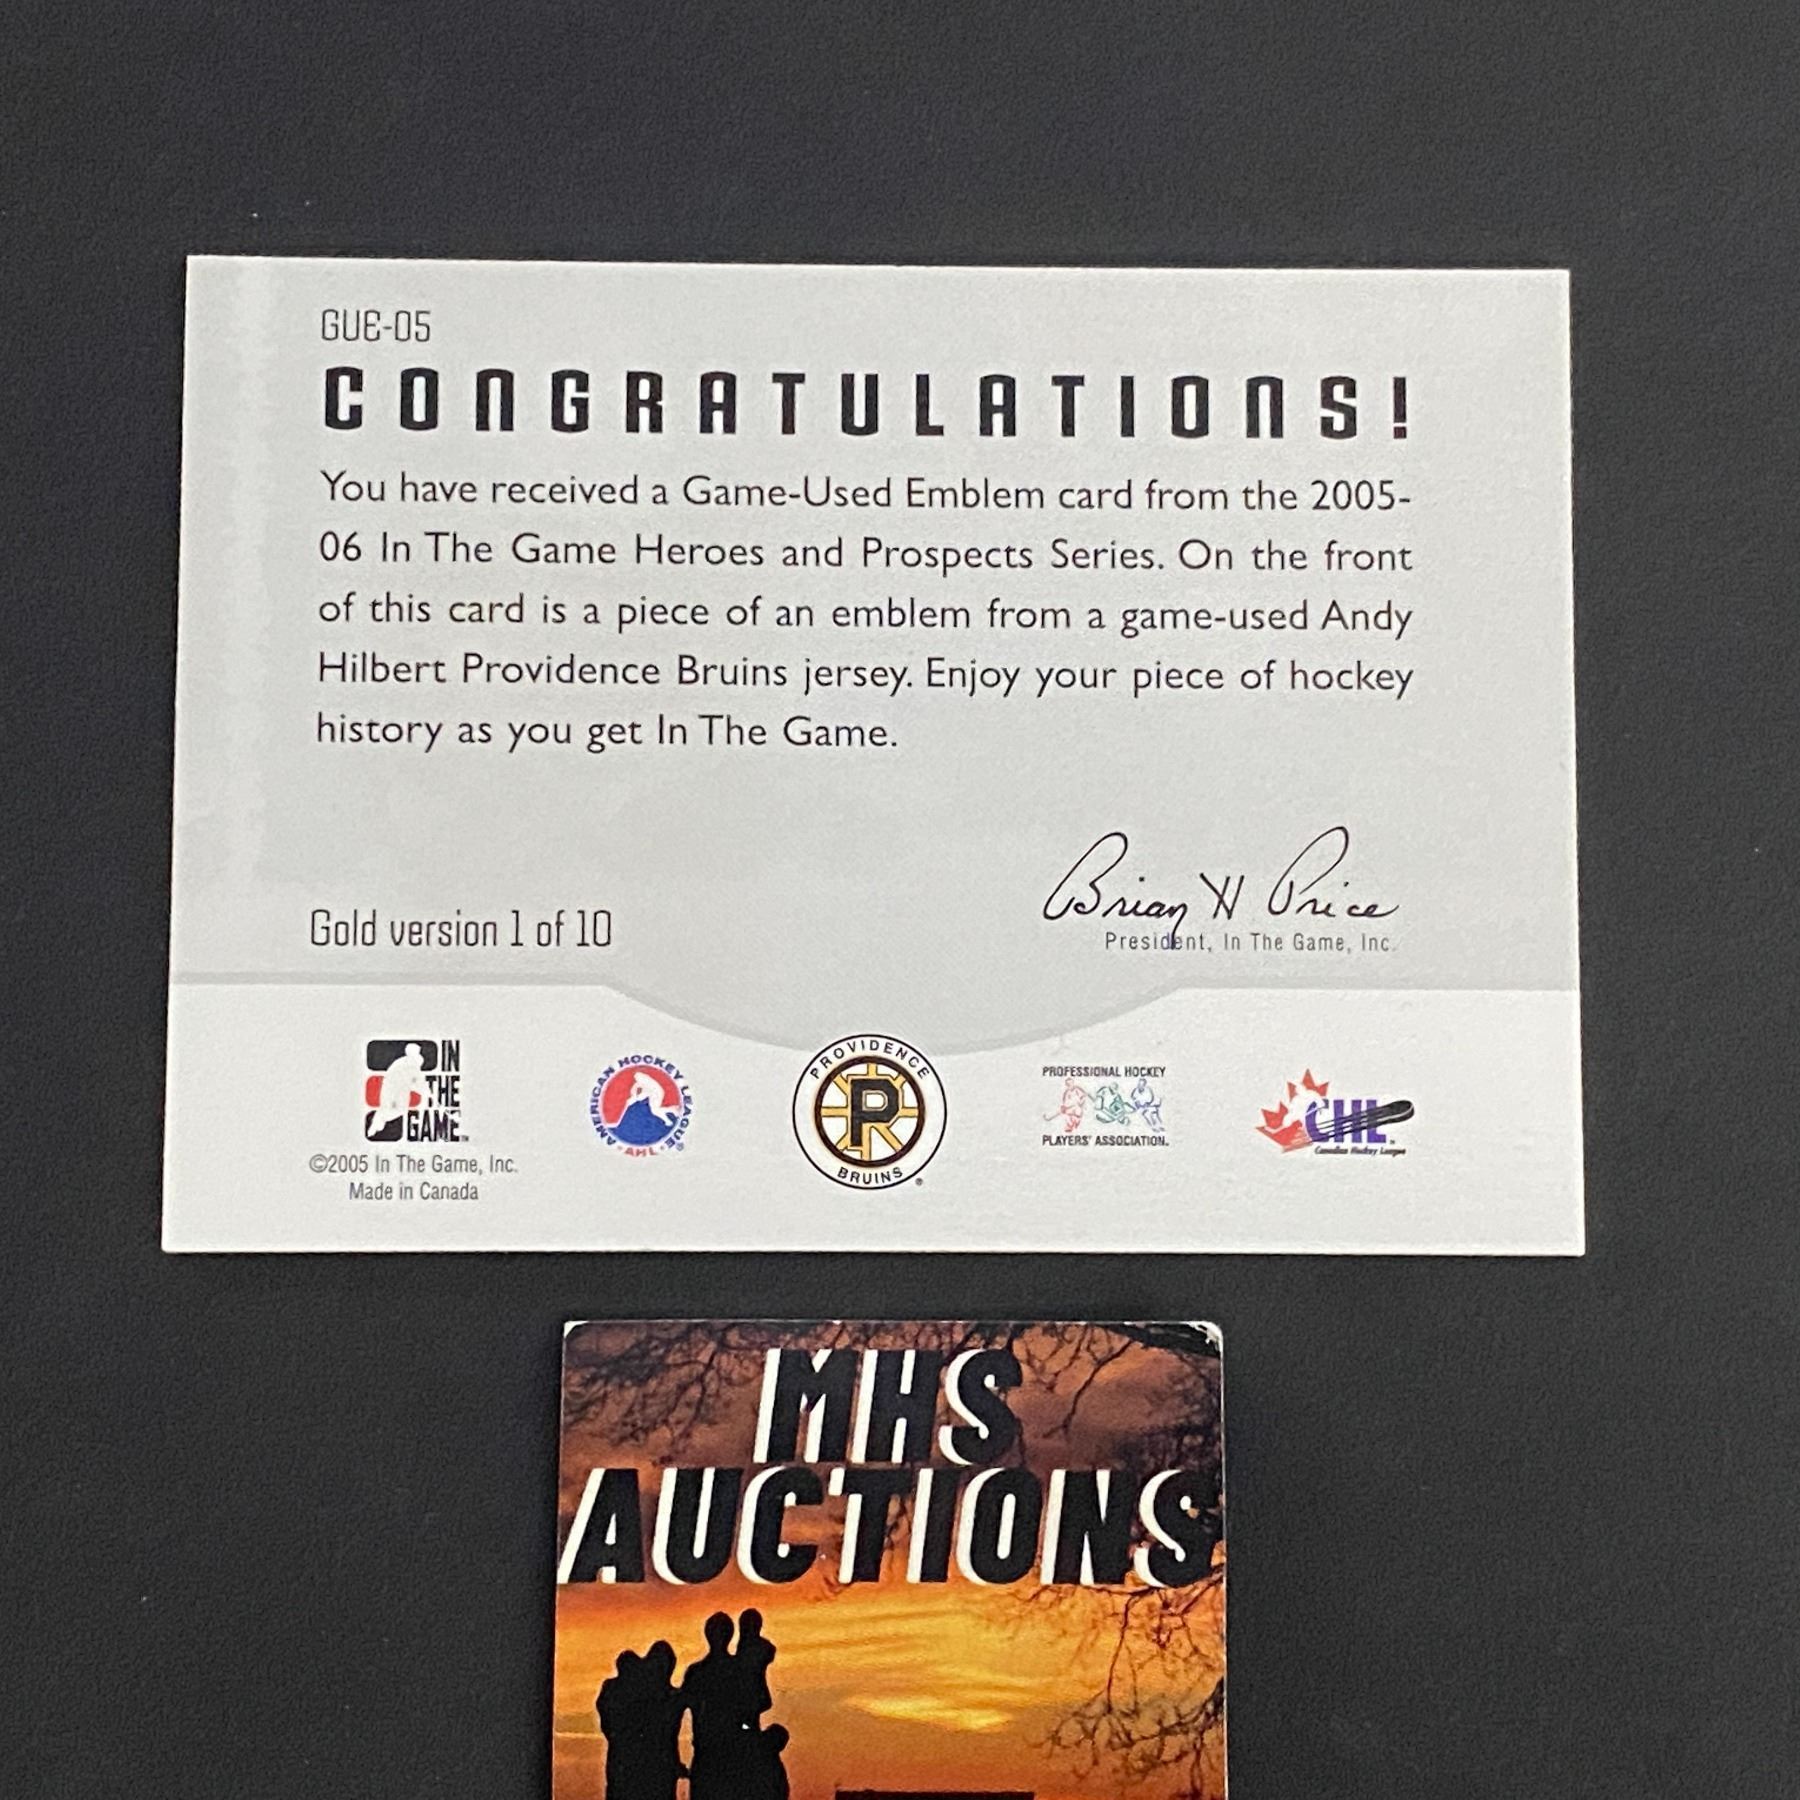 GUE-05
CONGRATULATIONS!
You have received a Game-Used Emblem card from the 2005-
06 In The Game Heroes and Prospects Series. On the front
of this card is a piece of an emblem from a game-used Andy
Hilbert Providence Bruins jersey. Enjoy your piece of hockey
history as you get In The Game.
Brian H Price
President, In The Game, Inc.
Gold version 1 of 10
IN
THE
GAME™
©2005 In The Game, Inc.
Made in Canada
AMERICAN HOCKEY LEAGUE®
AHL
PROVIDENCE
P
BRUINS®
PROFESSIONAL HOCKEY
PLAYERS' ASSOCIATION.
CHL
Canadian Hockey League
MHS
AUCTIONS